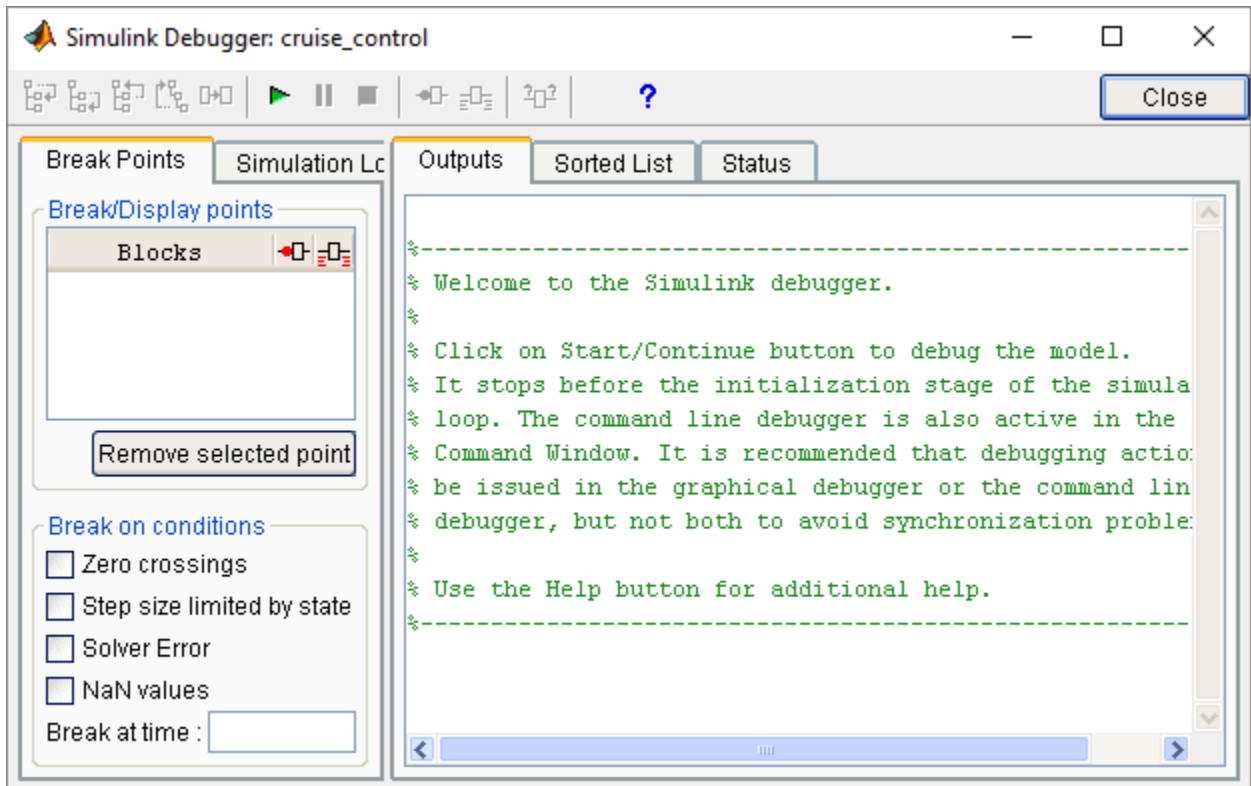 Simulink Debugger: cruise_control
Close
Break Points
Simulation Lo
Outputs
Sorted List
Status
Break/Display points
Blocks
Remove selected point
Break on conditions
Zero crossings
Step size limited by state
Solver Error
NaN values
Break at time :
%----------------------------------------------------------
% Welcome to the Simulink debugger.
%
% Click on Start/Continue button to debug the model.
% It stops before the initialization stage of the simula
% loop. The command line debugger is also active in the
% Command Window. It is recommended that debugging actio
% be issued in the graphical debugger or the command lin
% debugger, but not both to avoid synchronization proble
%
% Use the Help button for additional help.
%----------------------------------------------------------